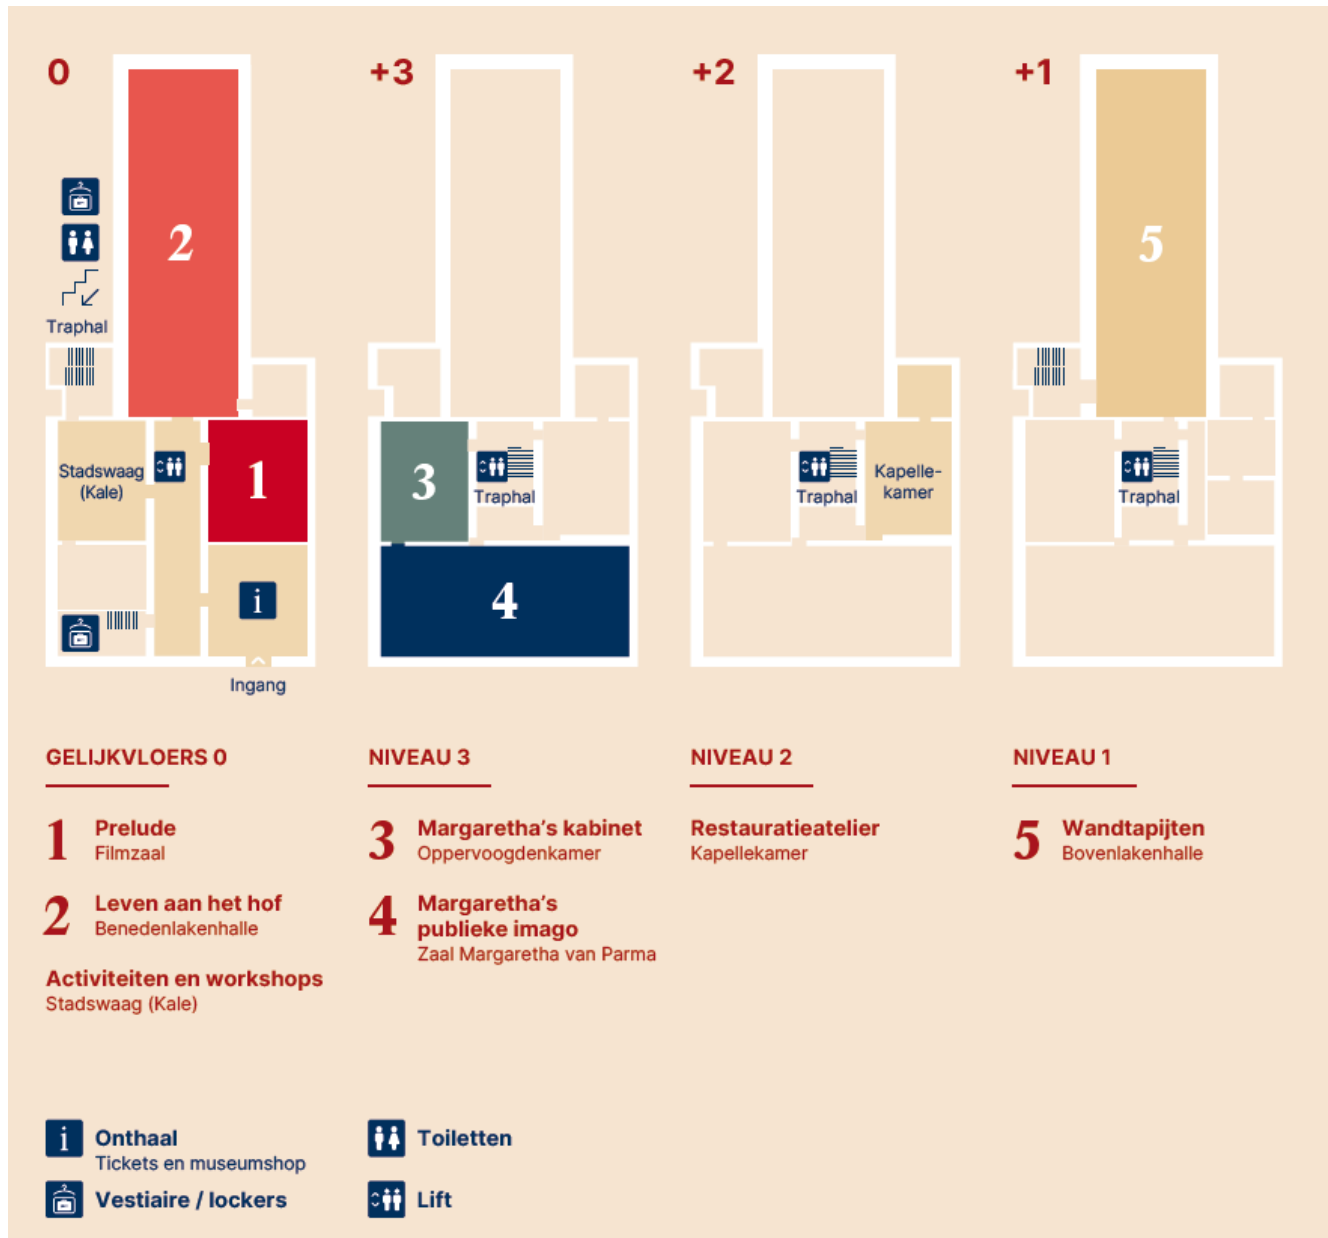 0
+3
+2
+1
2
5
Traphal
Stadswaag
(Kale)
1
i
Ingang
3
Traphal
4
Traphal
Kapelle-
kamer
Traphal
GELIJKVLOERS 0
1 Prelude
Filmzaal
2 Leven aan het hof
Benedenlakenhalle
Activiteiten en workshops
Stadswaag (Kale)
NIVEAU 3
3 Margaretha’s kabinet
Oppervoogdenkamer
4 Margaretha’s
publieke imago
Zaal Margaretha van Parma
NIVEAU 2
Restauratieatelier
Kapellekamer
NIVEAU 1
5 Wandtapijten
Bovenlakenhalle
i Onthaal
Tickets en museumshop
Vestiaire / lockers
Toiletten
Lift